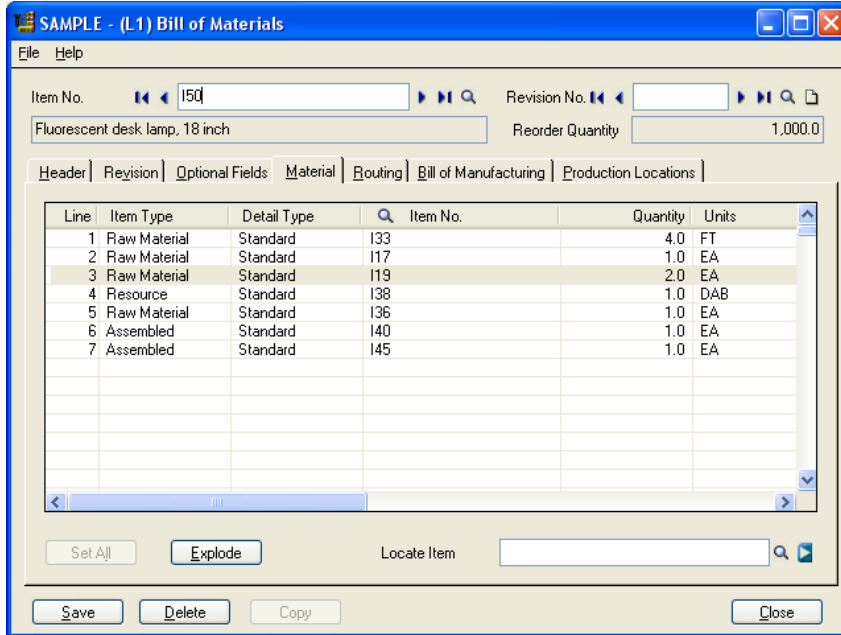 SAMPLE - (L1) Bill of Materials
File Help
Item No. I50 Revision No.
Fluorescent desk lamp, 18 inch Reorder Quantity 1,000.0
Header Revision Optional Fields Material Routing Bill of Manufacturing Production Locations
Line Item Type Detail Type Item No. Quantity Units
1 Raw Material Standard I33 4.0 FT
2 Raw Material Standard I17 1.0 EA
3 Raw Material Standard I19 2.0 EA
4 Resource Standard I38 1.0 DAB
5 Raw Material Standard I36 1.0 EA
6 Assembled Standard I40 1.0 EA
7 Assembled Standard I45 1.0 EA
Set All Explode Locate Item
Save Delete Copy Close